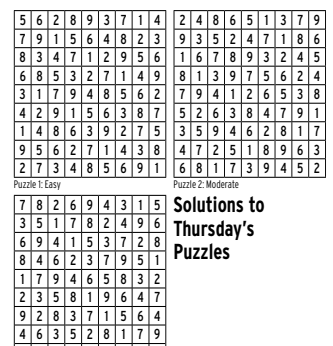 5 6 2 8 9 3 7 1 4
7 9 1 5 6 4 8 2 3
8 3 4 7 1 2 9 5 6
6 8 5 3 2 7 1 4 9
3 1 7 9 4 8 5 6 2
4 2 9 1 5 6 3 8 7
1 4 8 6 3 9 2 7 5
9 5 6 2 7 1 4 3 8
2 7 3 4 8 5 6 9 1
Puzzle 1: Easy
2 4 8 6 5 1 3 7 9
9 3 5 2 4 7 1 8 6
1 6 7 8 9 3 2 4 5
8 1 3 9 7 5 6 2 4
7 9 4 1 2 6 5 3 8
5 2 6 3 8 4 7 9 1
3 5 9 4 6 2 8 1 7
4 7 2 5 1 8 9 6 3
6 8 1 7 3 9 4 5 2
Puzzle 2: Moderate
7 8 2 6 9 4 3 1 5
3 5 1 7 8 2 4 9 6
6 9 4 1 5 3 7 2 8
8 4 6 2 3 7 9 5 1
1 7 9 4 6 5 8 3 2
2 3 5 8 1 9 6 4 7
9 2 8 3 7 1 5 6 4
4 6 3 5 2 8 1 7 9
Solutions to
Thursday's
Puzzles